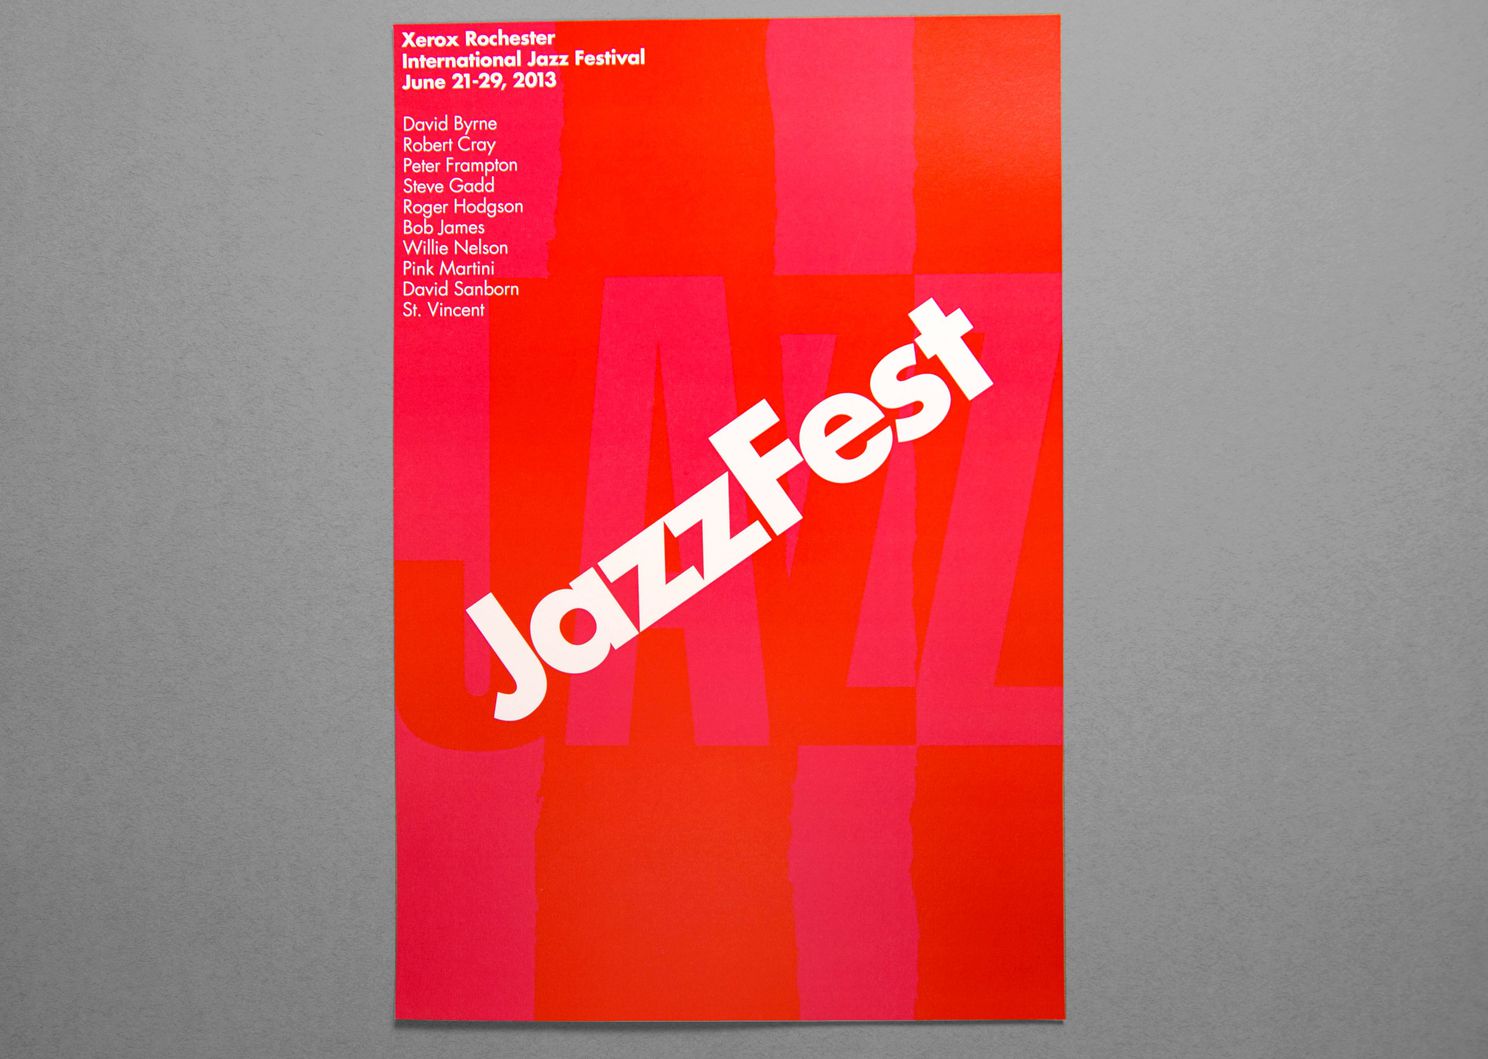 Xerox Rochester
International Jazz Festival
June 21-29, 2013
David Byrne
Robert Cray
Peter Frampton
Steve Gadd
Roger Hodgson
Bob James
Willie Nelson
Pink Martini
David Sanborn
St. Vincent
JAZZ
JazzFest